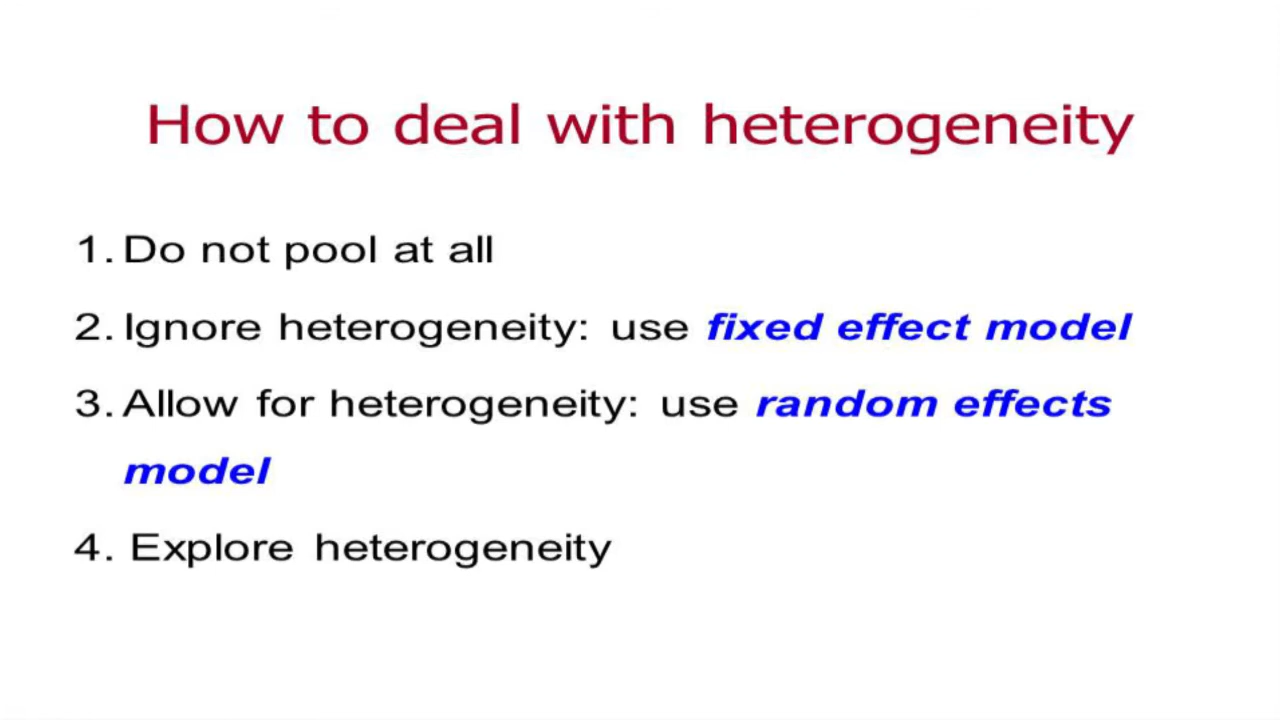 How to deal with heterogeneity
1. Do not pool at all
2. Ignore heterogeneity: use fixed effect model
3. Allow for heterogeneity: use random effects
model
4. Explore heterogeneity